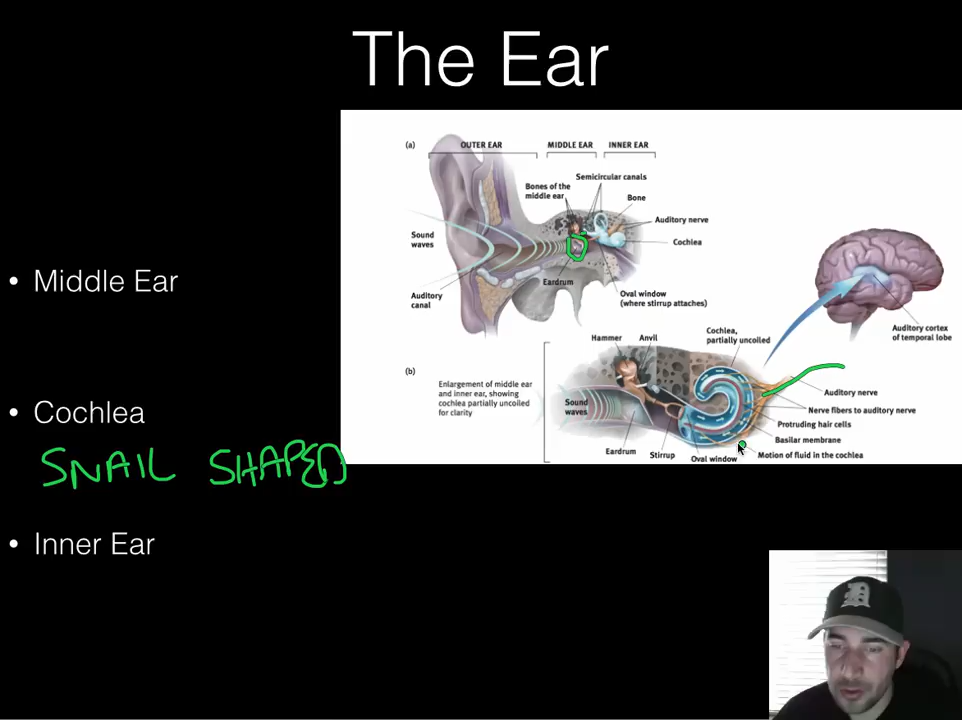 The Ear
• Middle Ear
• Cochlea
SNAIL SHAPED
• Inner Ear
(a)
OUTER EAR
MIDDLE EAR
INNER EAR
Semicircular canals
Bones of the
middle ear
Bone
Auditory nerve
Cochlea
Sound
waves
Eardrum
Auditory
canal
Oval window
(where stirrup attaches)
Auditory cortex
of temporal lobe
(b)
Enlargement of middle ear
and inner ear, showing
cochlea partially uncoiled
for clarity
Hammer
Anvil
Cochlea,
partially uncoiled
Sound
waves
Auditory nerve
Nerve fibers to auditory nerve
Protruding hair cells
Basilar membrane
Motion of fluid in the cochlea
Eardrum
Stirrup
Oval window